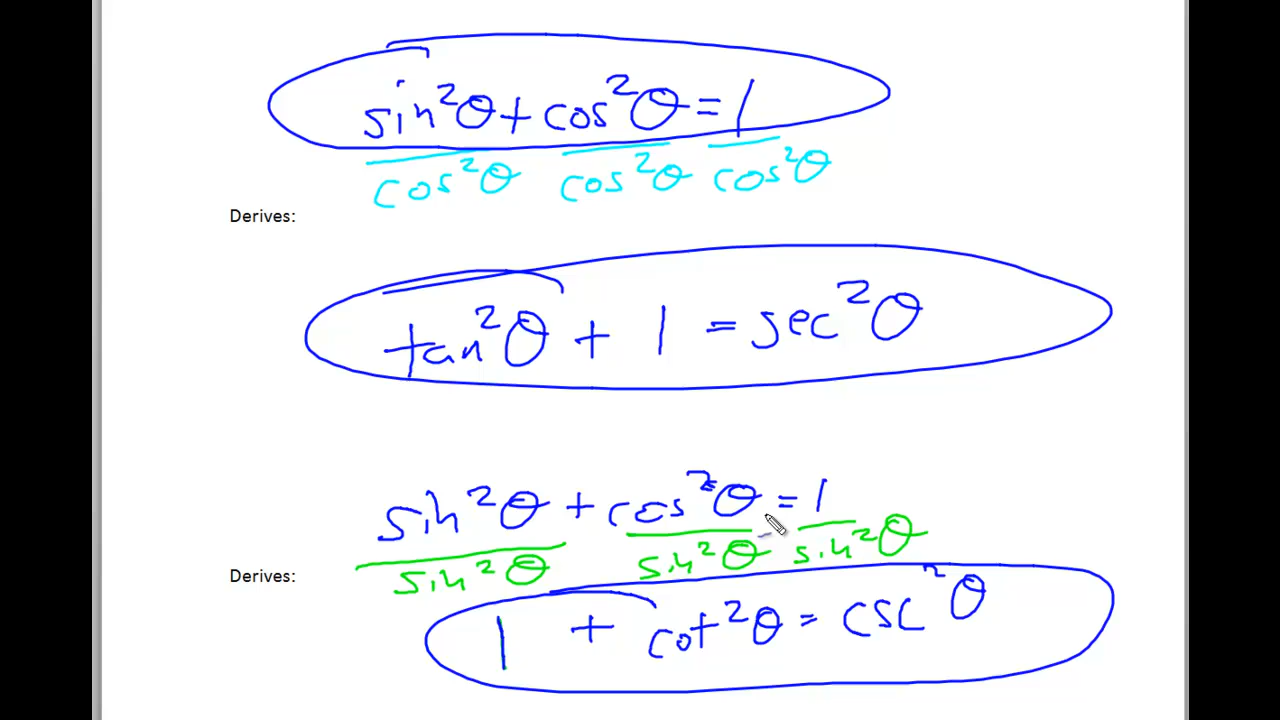 sin²θ + cos²θ = 1
cos²θ cos²θ cos²θ
Derives:
tan²θ + 1 = sec²θ
sin²θ + cos²θ = 1
sin²θ sin²θ sin²θ
Derives:
1 + cot²θ = csc²θ